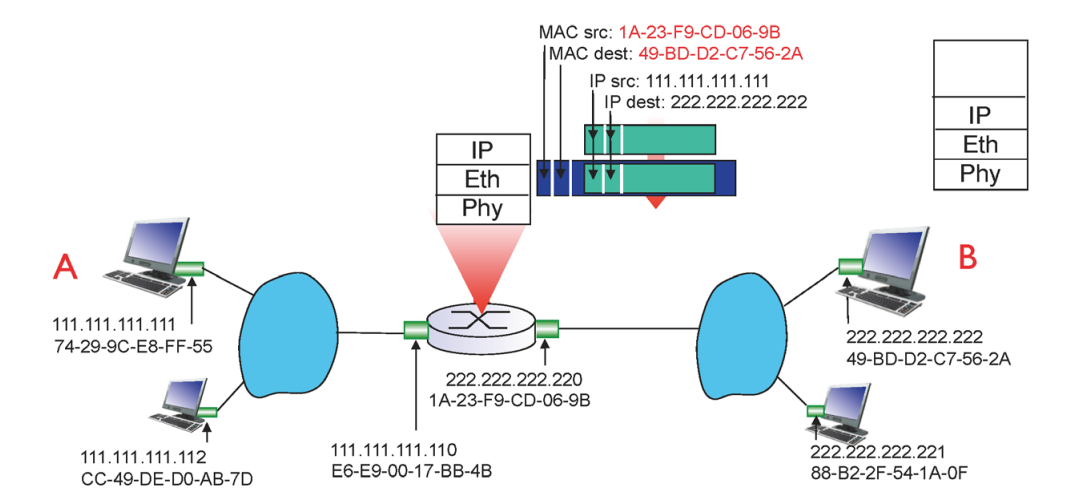 MAC src: 1A-23-F9-CD-06-9B
MAC dest: 49-BD-D2-C7-56-2A
IP src: 111.111.111.111
IP dest: 222.222.222.222
IP
Eth
Phy
IP
Eth
Phy
A
B
111.111.111.111
74-29-9C-E8-FF-55
222.222.222.222
49-BD-D2-C7-56-2A
222.222.222.220
1A-23-F9-CD-06-9B
111.111.111.112
CC-49-DE-D0-AB-7D
111.111.111.110
E6-E9-00-17-BB-4B
222.222.222.221
88-B2-2F-54-1A-0F